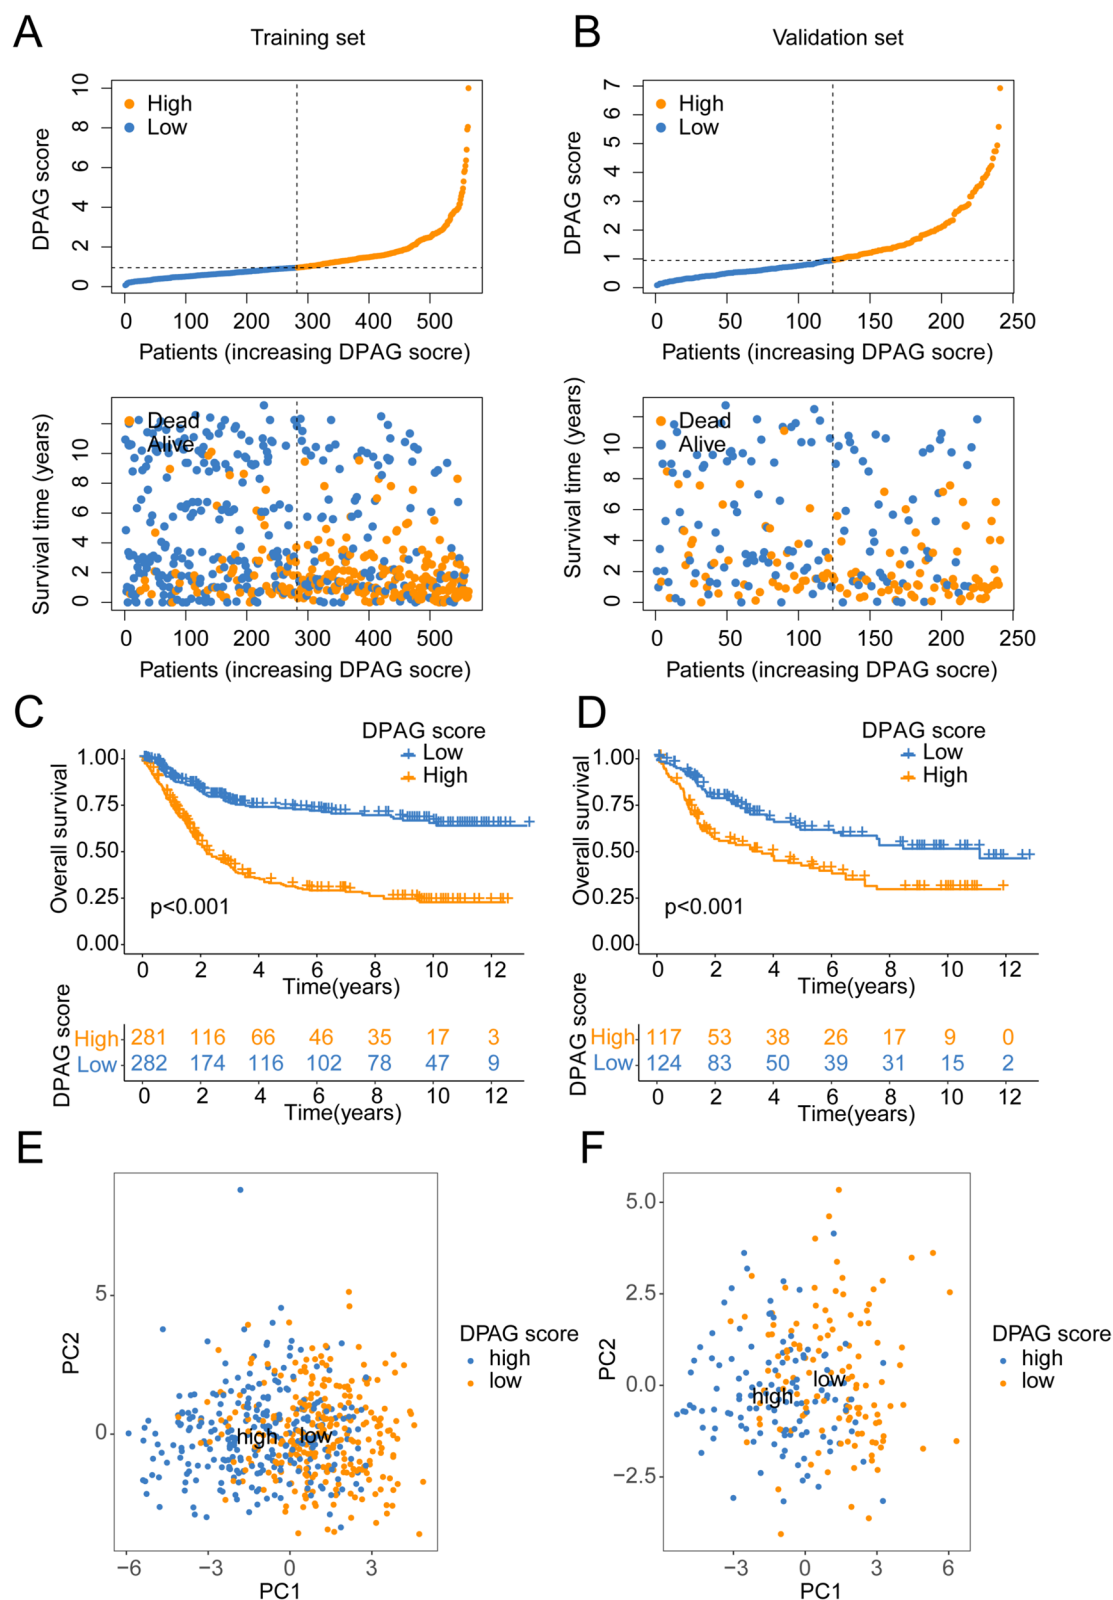 A
Training set
DPAG score
10
8
6
4
2
0
High
Low
0 100 200 300 400 500
Patients (increasing DPAG socre)
B
Validation set
DPAG score
7
6
5
4
3
2
1
0
High
Low
0 50 100 150 200 250
Patients (increasing DPAG socre)
Survival time (years)
10
8
6
4
2
0
Dead
Alive
0 100 200 300 400 500
Patients (increasing DPAG socre)
Survival time (years)
10
8
6
4
2
0
Dead
Alive
0 50 100 150 200 250
Patients (increasing DPAG socre)
C
DPAG score
Low
High
Overall survival
1.00
0.75
0.50
0.25
0.00
p<0.001
0 2 4 6 8 10 12
Time(years)
DPAG score
High 281 116 66 46 35 17 3
Low 282 174 116 102 78 47 9
0 2 4 6 8 10 12
Time(years)
D
DPAG score
Low
High
Overall survival
1.00
0.75
0.50
0.25
0.00
p<0.001
0 2 4 6 8 10 12
Time(years)
DPAG score
High 117 53 38 26 17 9 0
Low 124 83 50 39 31 15 2
0 2 4 6 8 10 12
Time(years)
E
PC2
5
0
high low
−6 −3 0 3
PC1
DPAG score
high
low
F
PC2
5.0
2.5
0.0
−2.5
low
high
−3 0 3 6
PC1
DPAG score
high
low